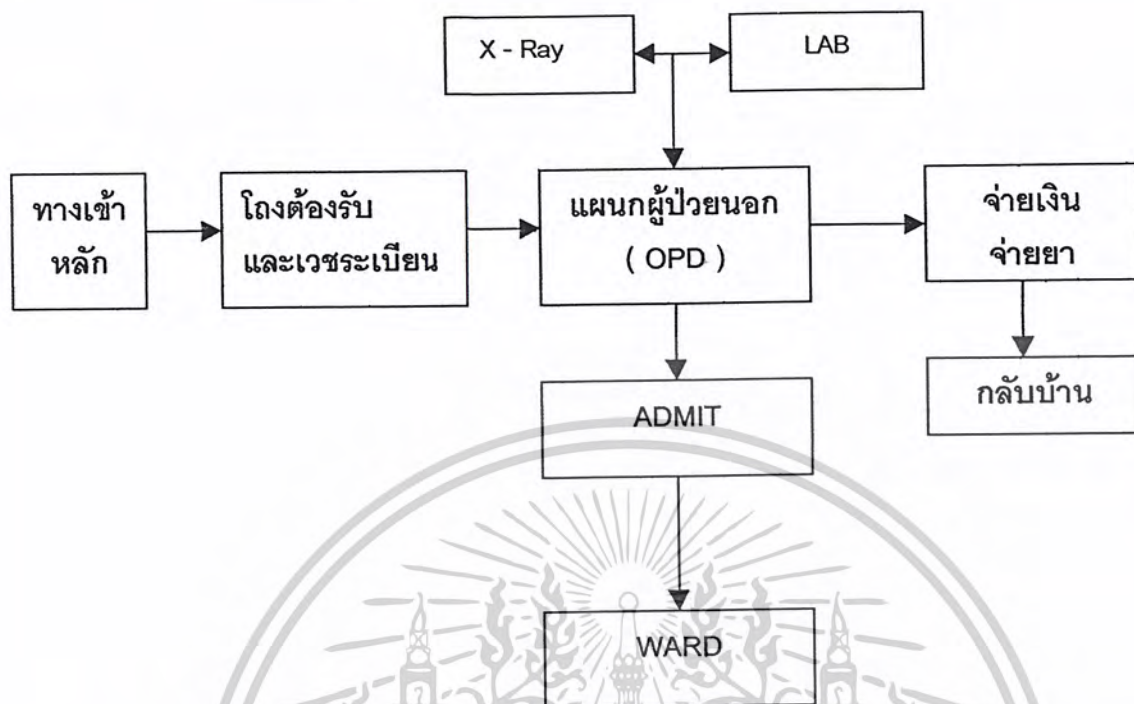 X - Ray
LAB
ทางเข้า
หลัก
โถงต้องรับ
และเวชระเบียน
แผนกผู้ป่วยนอก
( OPD )
จ่ายเงิน
จ่ายยา
กลับบ้าน
ADMIT
WARD